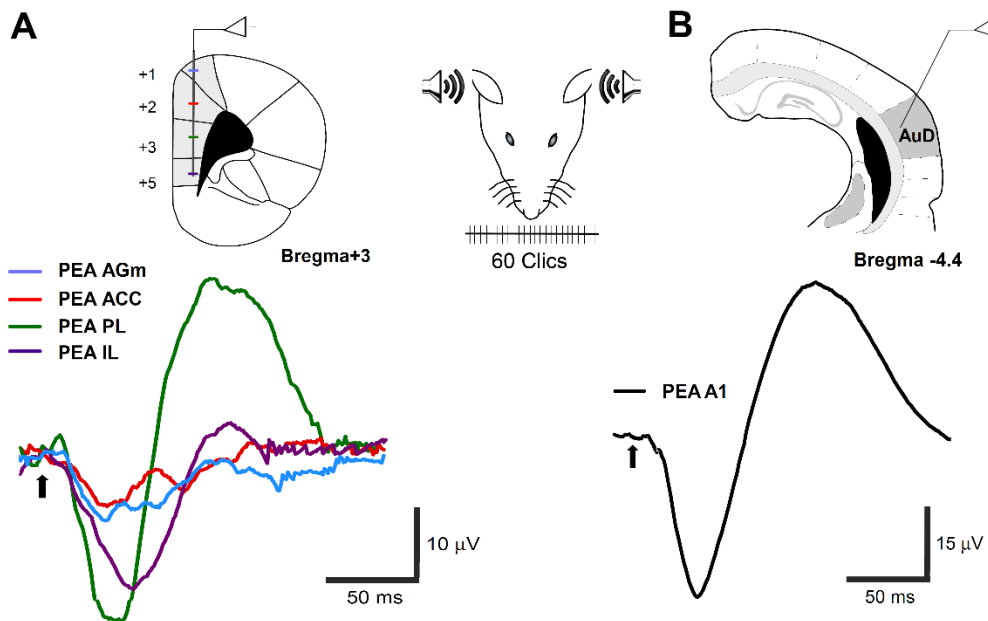 A
+1
+2
+3
+5
Bregma+3
60 Clics
B
AuD
Bregma -4.4
PEA AGm
PEA ACC
PEA PL
PEA IL
10 µV
50 ms
PEA A1
15 µV
50 ms